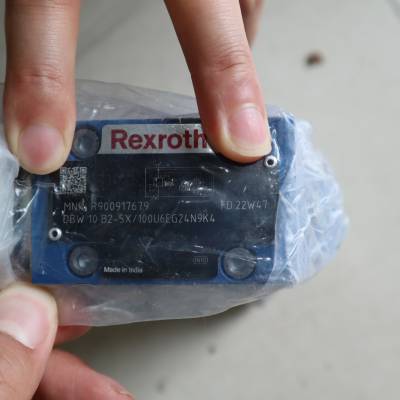 Rexroth
MNR: R900917679 FD:22W47
DBW 10 B2-5X/100U6EG24N9K4
Made in India